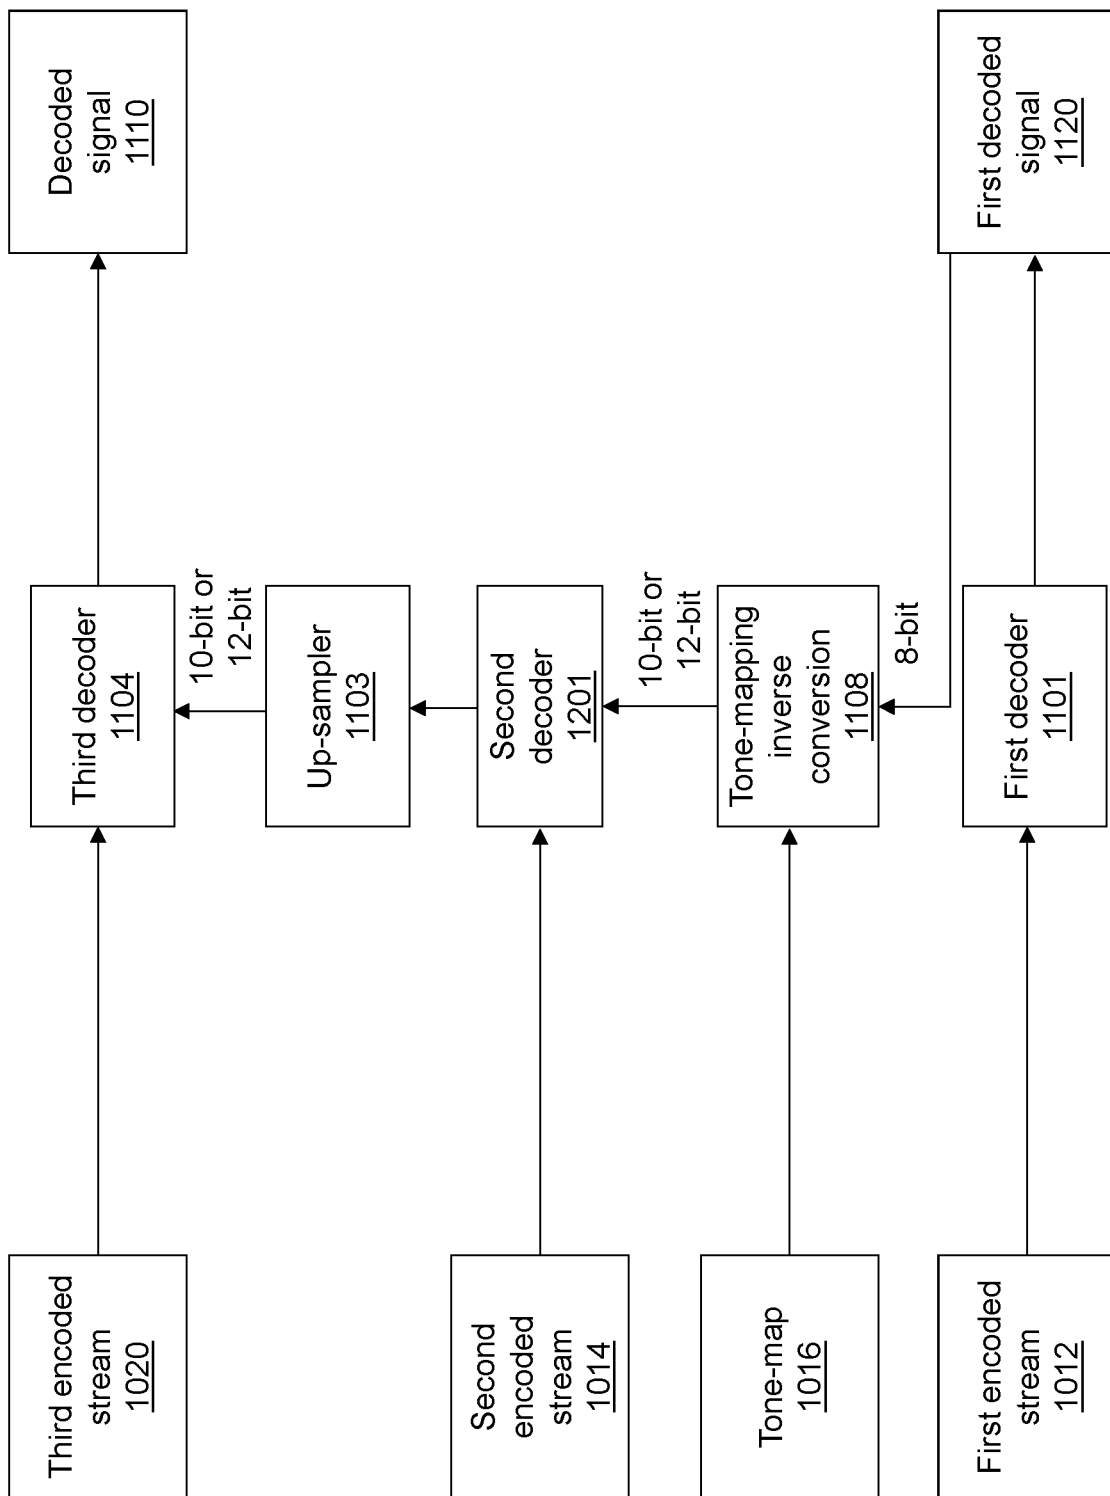 Third encoded
stream
1020
Third decoder
1104
Decoded
signal
1110
10-bit or
12-bit
Up-sampler
1103
Second
encoded
stream
1014
Second
decoder
1201
10-bit or
12-bit
Tone-map
1016
Tone-mapping
inverse
conversion
1108
8-bit
First encoded
stream
1012
First decoder
1101
First decoded
signal
1120